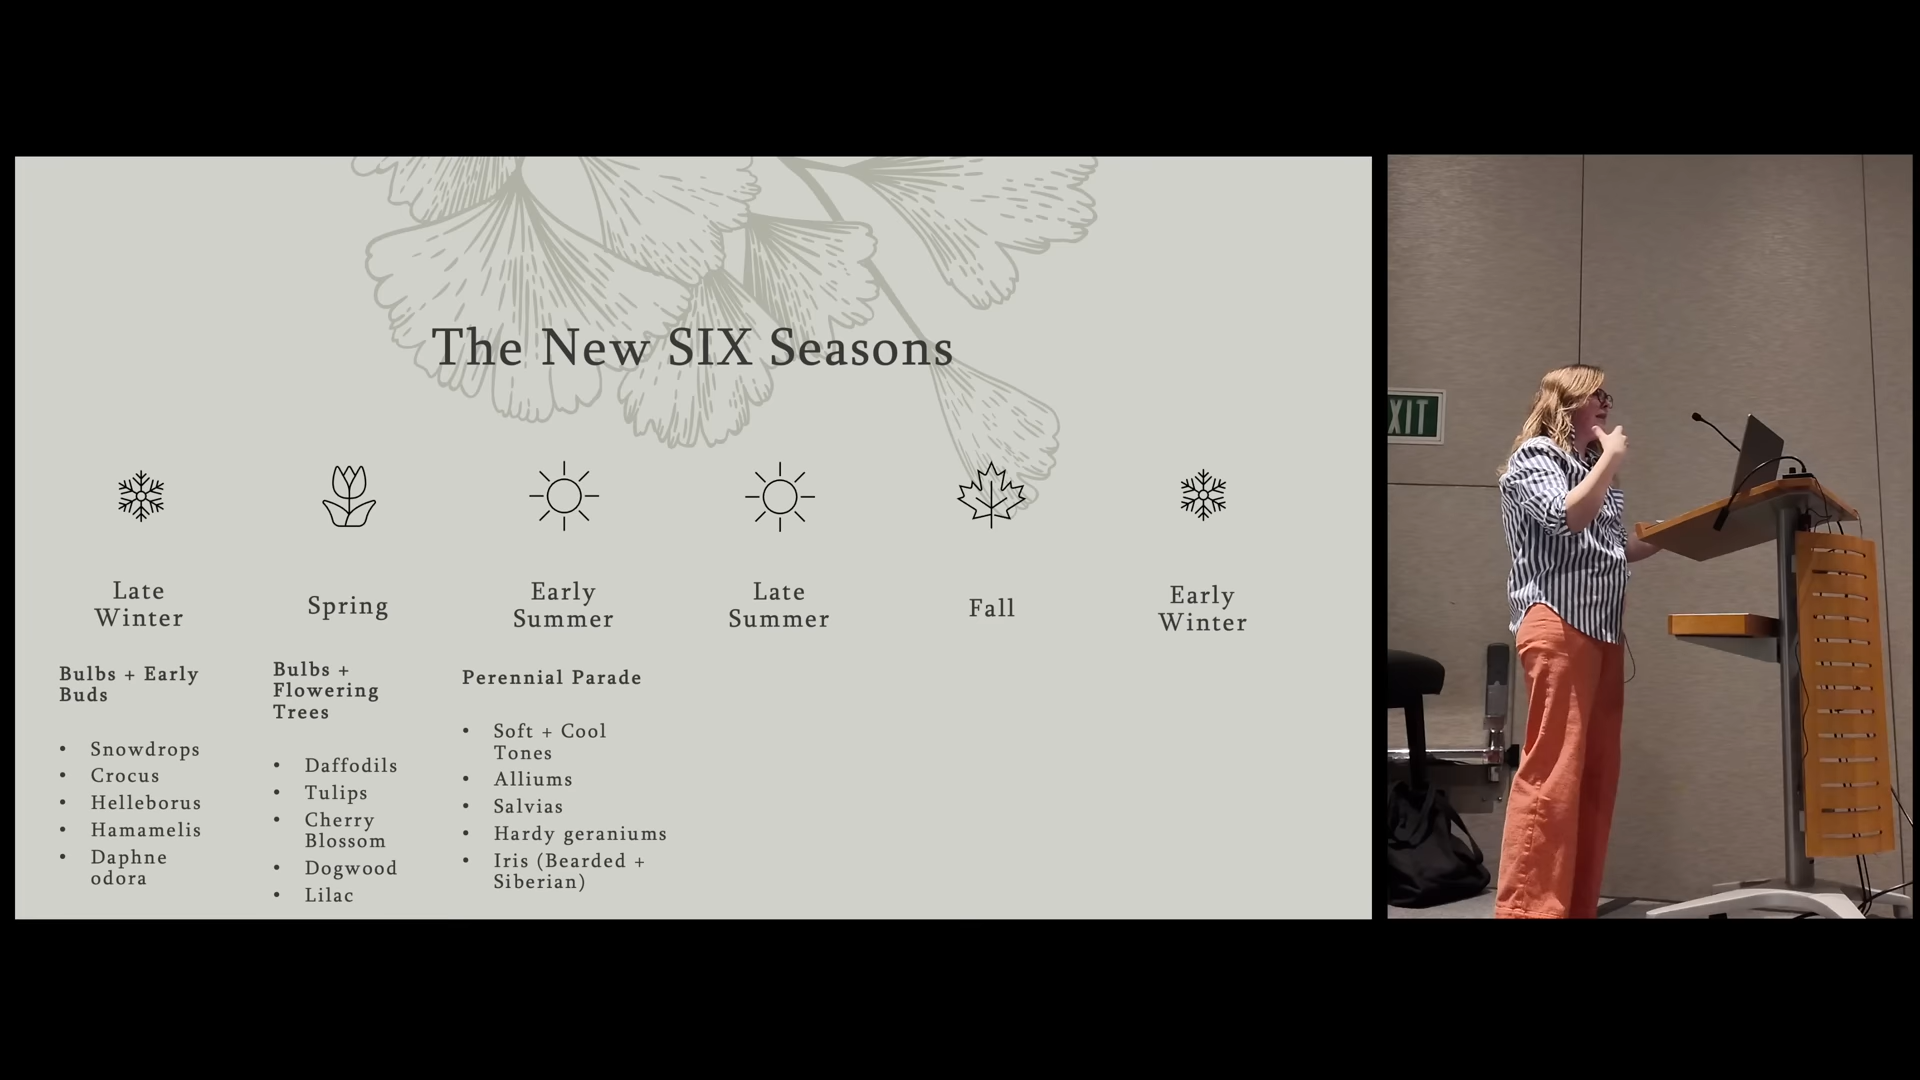 The New SIX Seasons
Late
Winter
Spring
Early
Summer
Late
Summer
Fall
Early
Winter
Bulbs + Early
Buds
• Snowdrops
• Crocus
• Helleborus
• Hamamelis
• Daphne
odora
Bulbs +
Flowering
Trees
• Daffodils
• Tulips
• Cherry
Blossom
• Dogwood
• Lilac
Perennial Parade
• Soft + Cool
Tones
• Alliums
• Salvias
• Hardy geraniums
• Iris (Bearded +
Siberian)
XIT